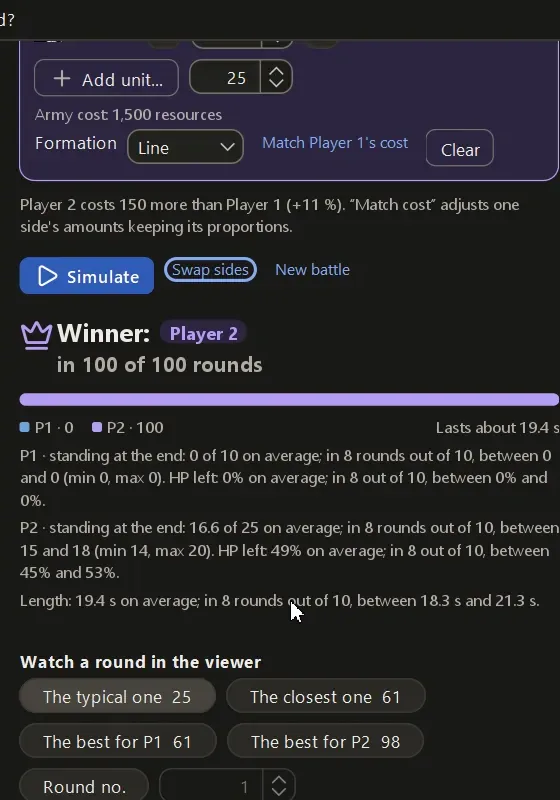 d?
Add unit... 25
Army cost: 1,500 resources
Formation Line Match Player 1's cost Clear
Player 2 costs 150 more than Player 1 (+11 %). “Match cost” adjusts one
side's amounts keeping its proportions.
Simulate Swap sides New battle
Winner: Player 2
in 100 of 100 rounds
P1 · 0 P2 · 100 Lasts about 19.4 s
P1 · standing at the end: 0 of 10 on average; in 8 rounds out of 10, between 0
and 0 (min 0, max 0). HP left: 0% on average; in 8 out of 10, between 0% and
0%.
P2 · standing at the end: 16.6 of 25 on average; in 8 rounds out of 10, between
15 and 18 (min 14, max 20). HP left: 49% on average; in 8 out of 10, between
45% and 53%.
Length: 19.4 s on average; in 8 rounds out of 10, between 18.3 s and 21.3 s.
Watch a round in the viewer
The typical one 25 The closest one 61
The best for P1 61 The best for P2 98
Round no. 1